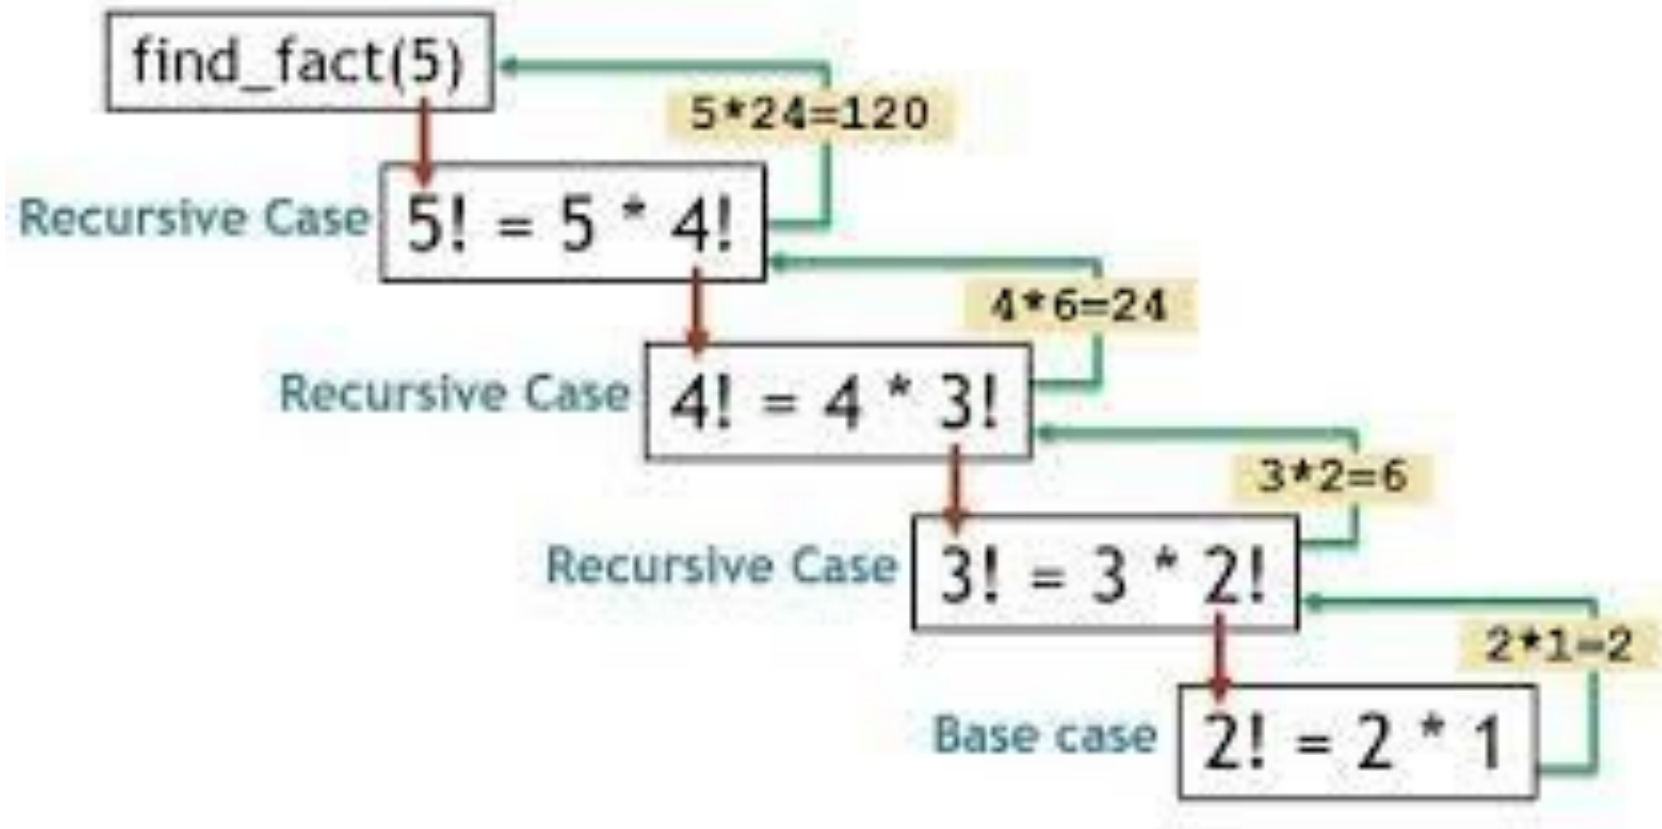 find_fact(5)
5*24=120
Recursive Case
5! = 5 * 4!
4*6=24
Recursive Case
4! = 4 * 3!
3*2=6
Recursive Case
3! = 3 * 2!
2*1=2
Base case
2! = 2 * 1